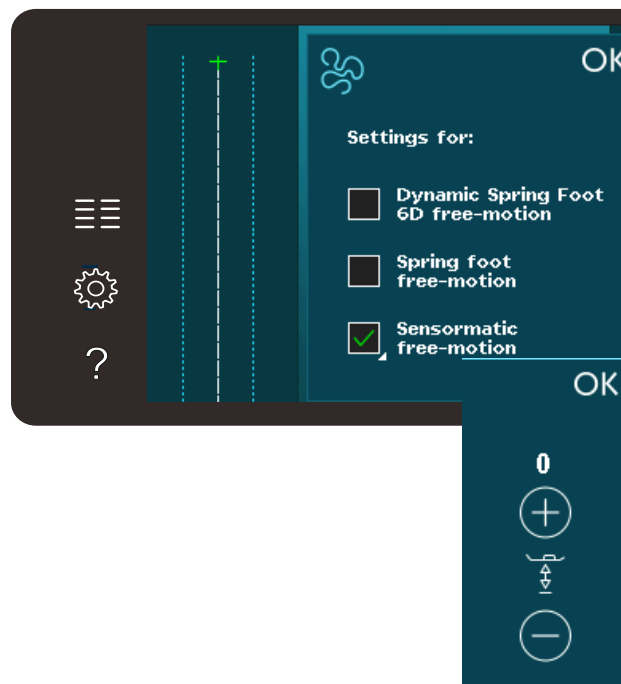 OK
Settings for:
Dynamic Spring Foot
6D free-motion
Spring foot
free-motion
Sensormatic
free-motion
?
OK
0